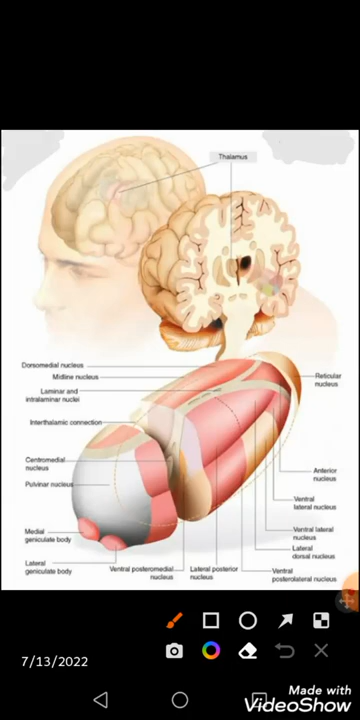 Thalamus
Dorsomedial nucleus
Midline nucleus
Laminar and
intralaminar nuclei
Interthalamic connection
Centromedial
nucleus
Pulvinar nucleus
Medial
geniculate body
Lateral
geniculate body
Ventral posteromedial
nucleus
Lateral posterior
nucleus
Reticular
nucleus
Anterior
nucleus
Ventral
lateral nucleus
Ventral lateral
nucleus
Lateral
dorsal nucleus
Ventral
posterolateral nucleus
7/13/2022
Made with
VideoShow